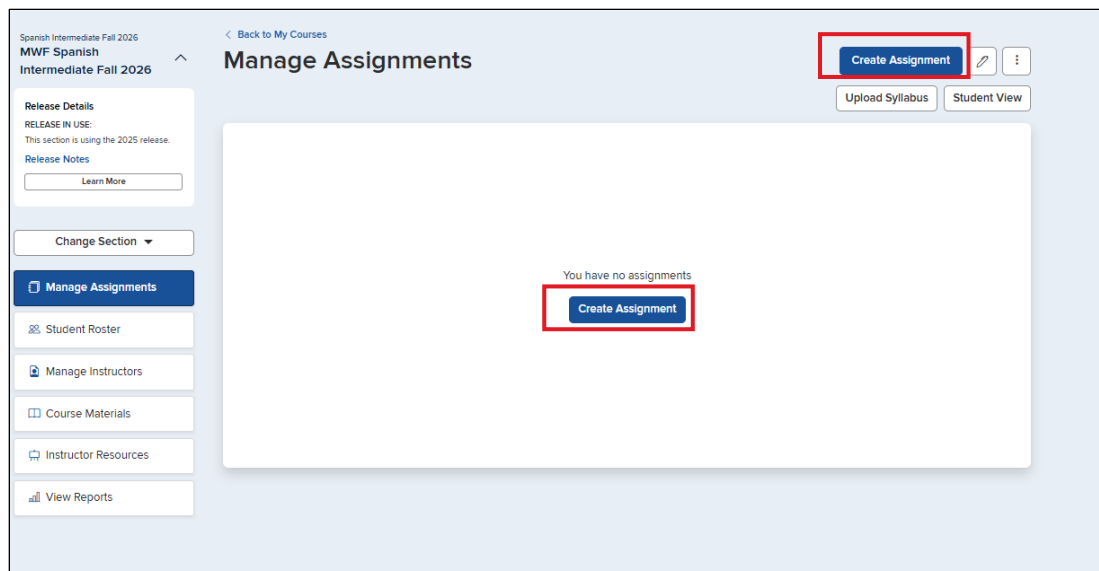 Spanish Intermediate Fall 2026
MWF Spanish
Intermediate Fall 2026
Release Details
RELEASE IN USE:
This section is using the 2025 release.
Release Notes
Learn More
Change Section
Manage Assignments
Student Roster
Manage Instructors
Course Materials
Instructor Resources
View Reports
Back to My Courses
Manage Assignments
Create Assignment
Upload Syllabus
Student View
You have no assignments
Create Assignment